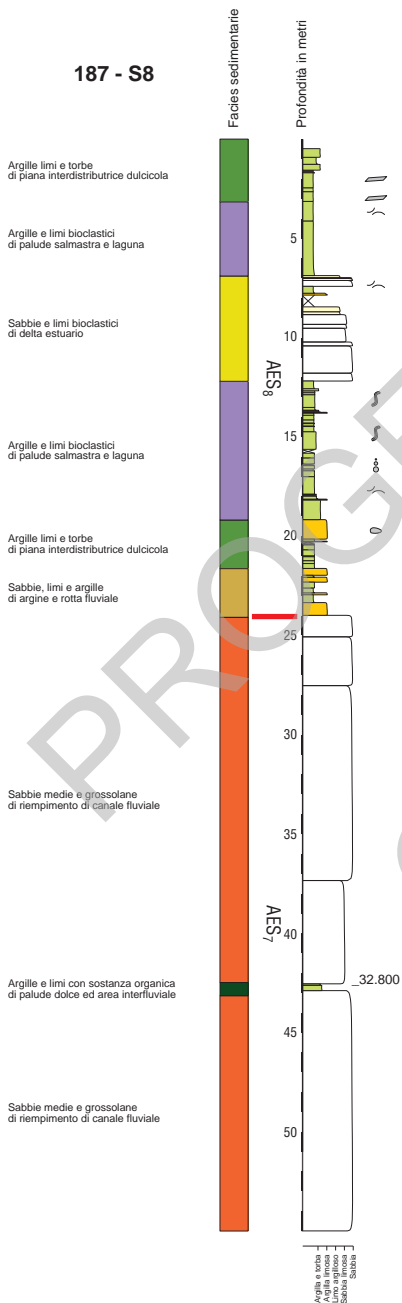 187 - S8
Facies sedimentarie
Profondità in metri
Argille limi e torbe
di piana interdistributrice dulcicola
Argille e limi bioclastici
di palude salmastra e laguna
5
Sabbie e limi bioclastici
di delta estuario
10
AES8
Argille e limi bioclastici
di palude salmastra e laguna
15
Argille limi e torbe
di piana interdistributrice dulcicola
20
Sabbie, limi e argille
di argine e rotta fluviale
25
30
Sabbie medie e grossolane
di riempimento di canale fluviale
35
AES7
40
Argille e limi con sostanza organica
di palude dolce ed area interfluviale
_32.800
45
Sabbie medie e grossolane
di riempimento di canale fluviale
50
Argilla e torba
Argilla limosa
Limo argilloso
Sabbia limosa
Sabbia